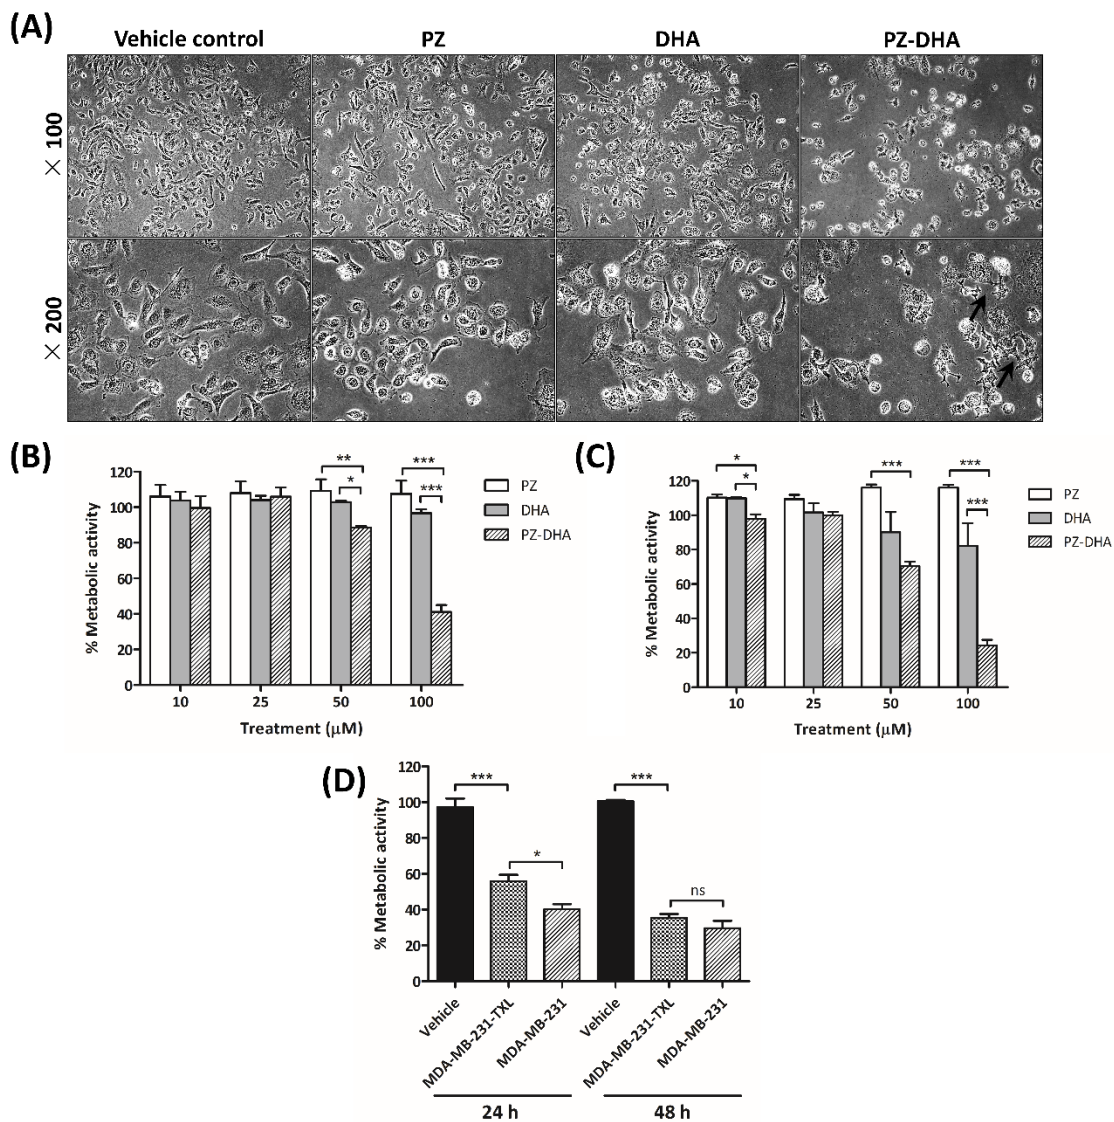 (A)
Vehicle control PZ DHA PZ-DHA
× 100
× 200
(B)
120
100
80
60
40
20
0
% Metabolic activity
** *** * ***
PZ
DHA
PZ-DHA
10 25 50 100
Treatment (μM)
(C)
120
100
80
60
40
20
0
% Metabolic activity
* * *** *** ***
PZ
DHA
PZ-DHA
10 25 50 100
Treatment (μM)
(D)
120
100
80
60
40
20
0
% Metabolic activity
*** * *** ns
Vehicle MDA-MB-231-TXL MDA-MB-231 Vehicle MDA-MB-231-TXL MDA-MB-231
24 h 48 h